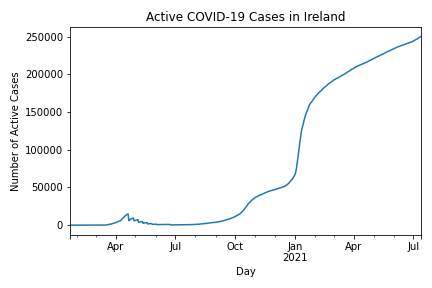 Active COVID-19 Cases in Ireland
Number of Active Cases
250000
200000
150000
100000
50000
0
Apr
Jul
Oct
Jan
2021
Apr
Jul
Day